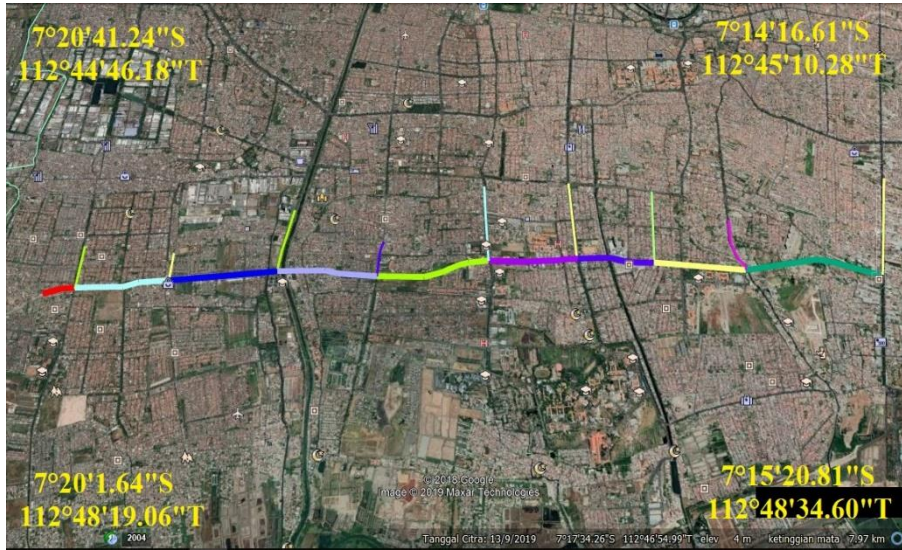 7°20'41.24"S
112°44'46.18"T
7°14'16.61"S
112°45'10.28"T
7°20'1.64"S
112°48'19.06"T
7°15'20.81"S
112°48'34.60"T
© 2018 Google
mage © 2019 Maxar Technologies
2004
Tanggal Citra: 13/9/2019 7°17'34.26"S 112°46'54.99"T elev 4 m ketinggian mata 7,97 km